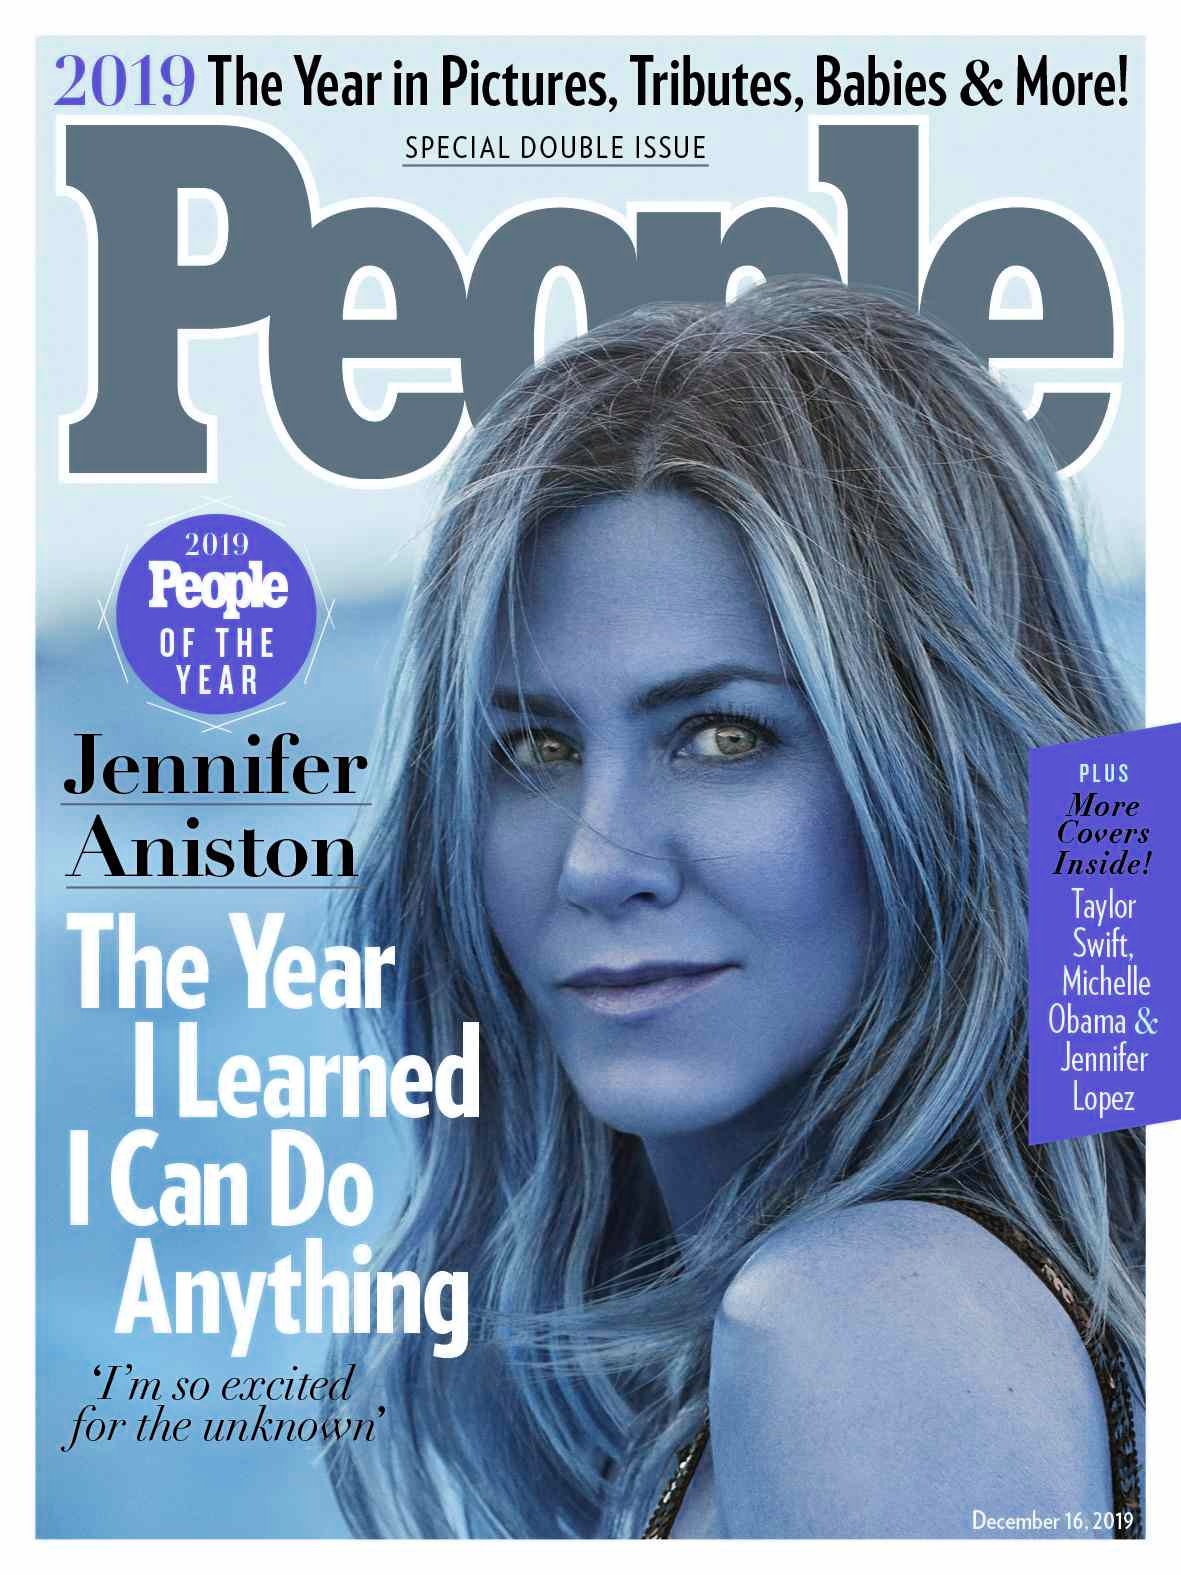 2019 The Year in Pictures, Tributes, Babies & More!
SPECIAL DOUBLE ISSUE
People
2019
People
OF THE
YEAR
Jennifer
Aniston
The Year
I Learned
I Can Do
Anything
‘I’m so excited
for the unknown’
PLUS
More
Covers
Inside!
Taylor
Swift,
Michelle
Obama &
Jennifer
Lopez
December 16, 2019